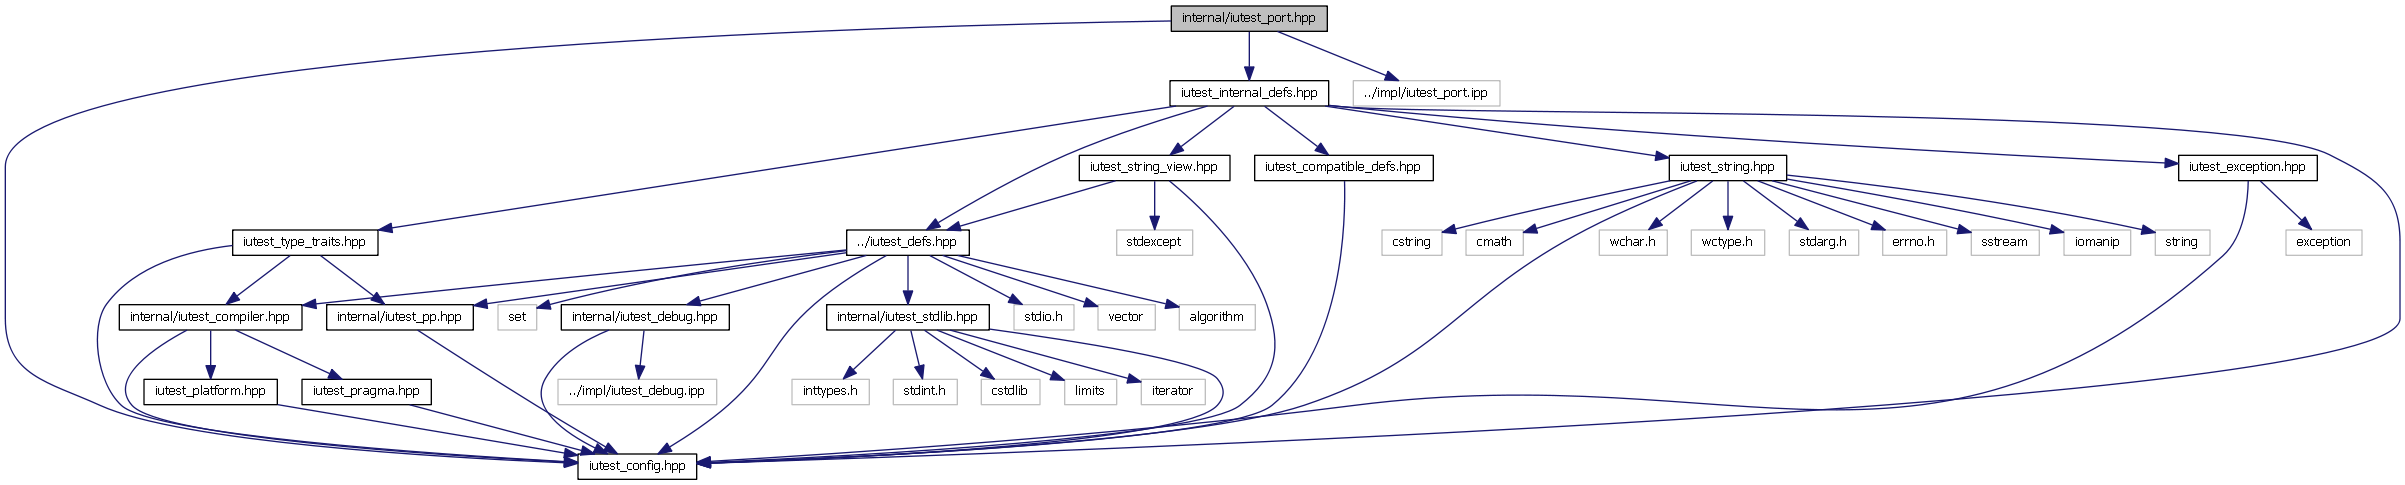 internal/iutest_port.hpp
iutest_internal_defs.hpp
../impl/iutest_port.ipp
iutest_string_view.hpp
iutest_compatible_defs.hpp
iutest_string.hpp
iutest_exception.hpp
iutest_type_traits.hpp
../iutest_defs.hpp
stdexcept
cstring
cmath
wchar.h
wctype.h
stdarg.h
errno.h
sstream
iomanip
string
exception
internal/iutest_compiler.hpp
internal/iutest_pp.hpp
set
internal/iutest_debug.hpp
internal/iutest_stdlib.hpp
stdio.h
vector
algorithm
iutest_platform.hpp
iutest_pragma.hpp
../impl/iutest_debug.ipp
inttypes.h
stdint.h
cstdlib
limits
iterator
iutest_config.hpp